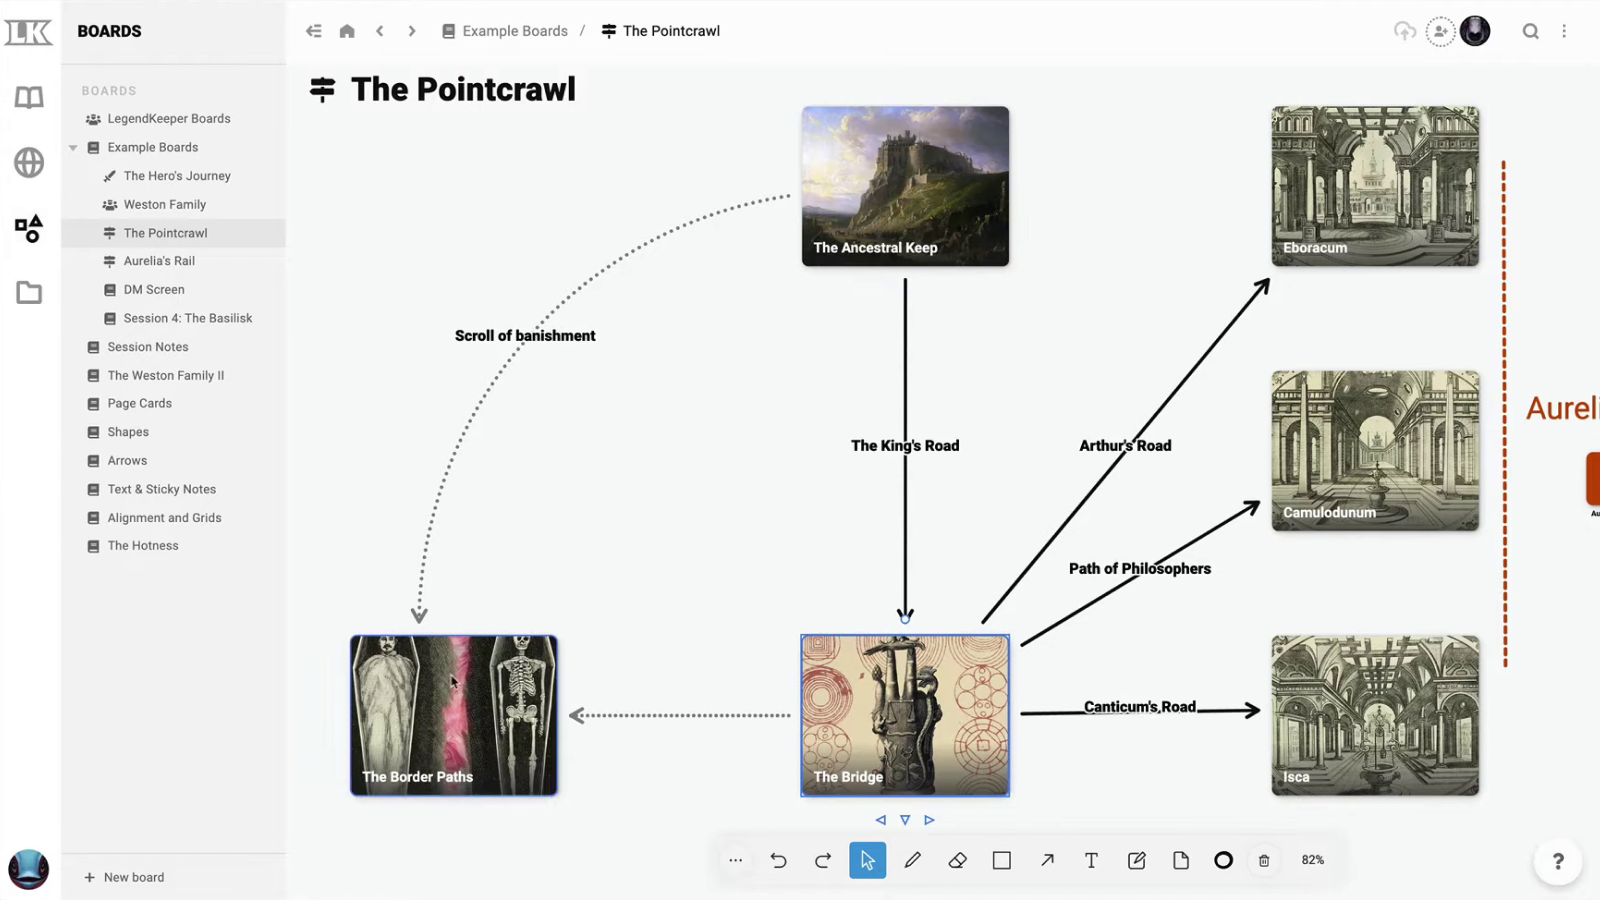 LK
BOARDS
Example Boards / The Pointcrawl
BOARDS
LegendKeeper Boards
Example Boards
The Hero's Journey
Weston Family
The Pointcrawl
Aurelia's Rail
DM Screen
Session 4: The Basilisk
Session Notes
The Weston Family II
Page Cards
Shapes
Arrows
Text & Sticky Notes
Alignment and Grids
The Hotness
+ New board
The Pointcrawl
The Ancestral Keep
Eboracum
Scroll of banishment
The King's Road
Arthur's Road
Aureli
Camulodunum
Path of Philosophers
Au
Canticum's Road
The Border Paths
The Bridge
Isca
T
82%
?